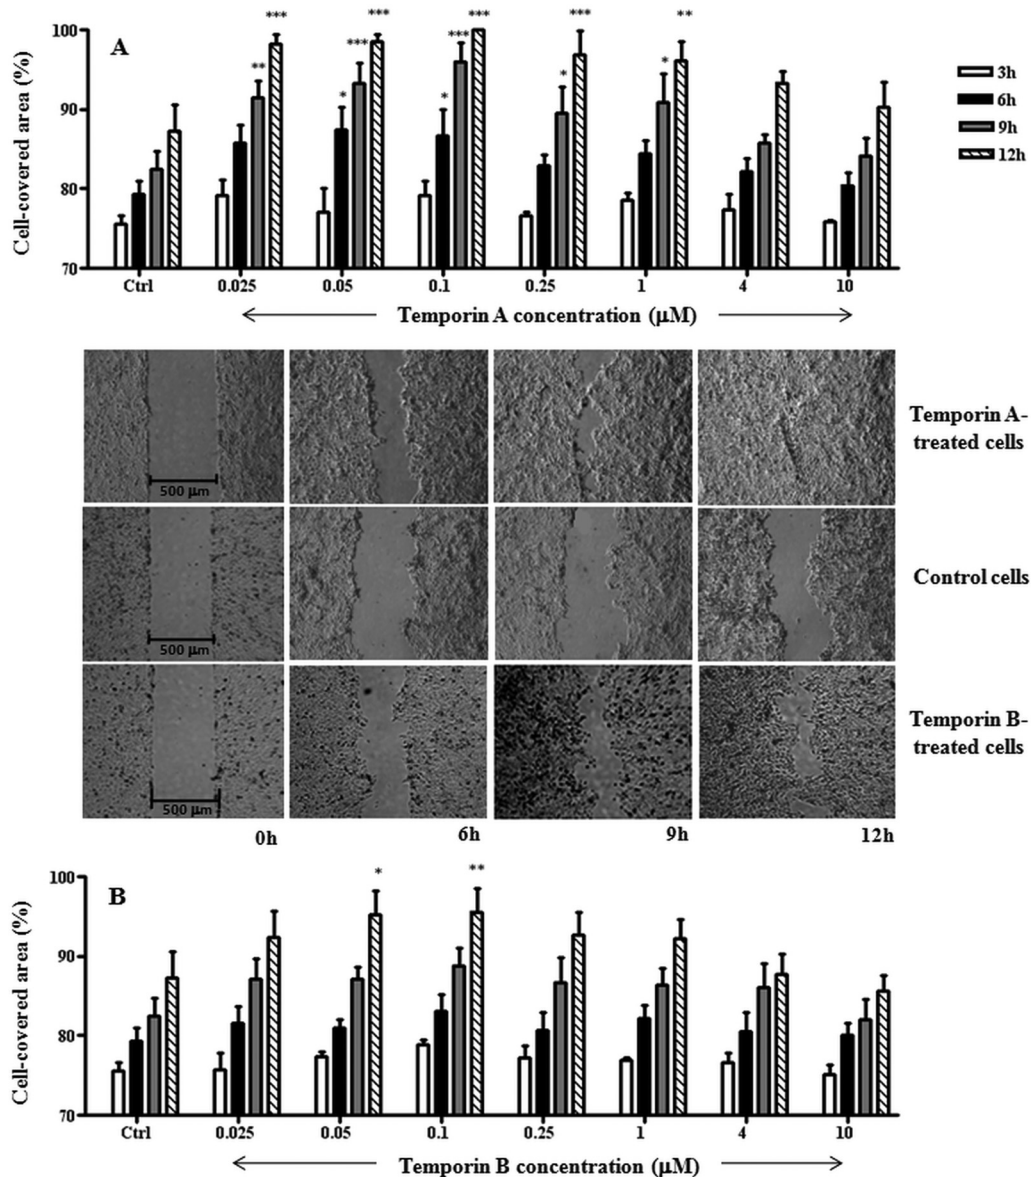 *** *** *** *** **
100
A
*** ***
Cell-covered area (%)
** * * * *
90
80
70
3h
6h
9h
12h
Ctrl 0.025 0.05 0.1 0.25 1 4 10
Temporin A concentration (μM)
500 μm
Temporin A-
treated cells
500 μm
Control cells
500 μm
Temporin B-
treated cells
0h 6h 9h 12h
* **
100
B
Cell-covered area (%)
90
80
70
Ctrl 0.025 0.05 0.1 0.25 1 4 10
Temporin B concentration (μM)